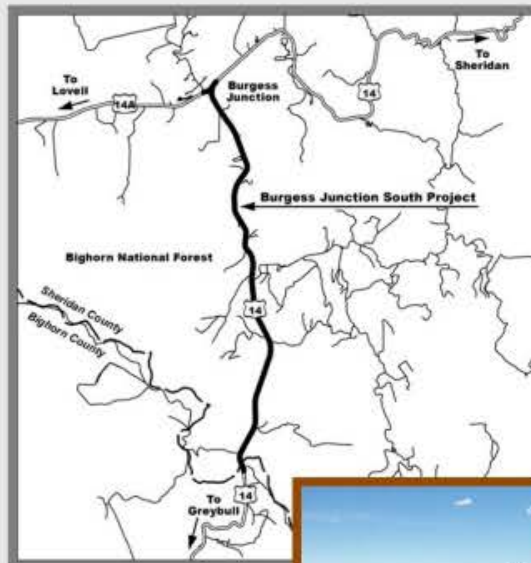 To
Sheridan
To
Lovell
14A
Burgess
Junction
14
Burgess Junction South Project
Bighorn National Forest
14
Sheridan County
Bighorn County
14
To
Greybull